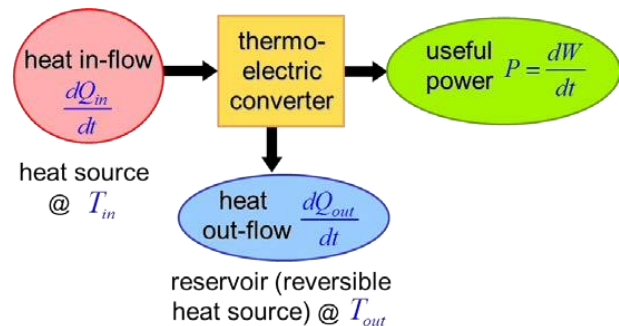 heat in-flow
dQ_in/dt
heat source
@ T_in
thermo-
electric
converter
useful
power P = dW/dt
heat
out-flow dQ_out/dt
reservoir (reversible
heat source) @ T_out